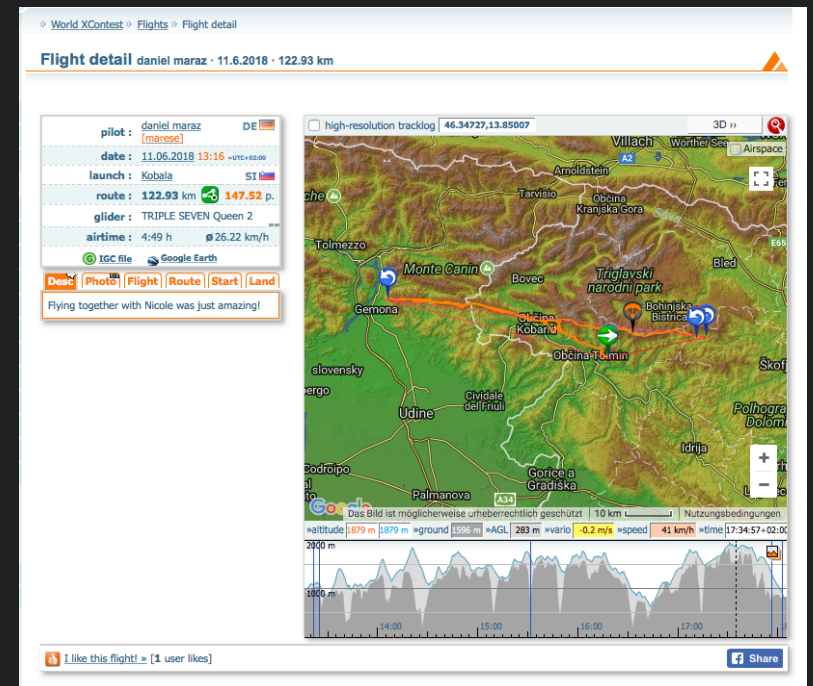 » World XContest » Flights » Flight detail
Flight detail daniel maraz · 11.6.2018 · 122.93 km
pilot : daniel maraz DE
[marese]
date : 11.06.2018 13:16 =UTC+02:00
launch : Kobala SI
route : 122.93 km 147.52 p.
glider : TRIPLE SEVEN Queen 2
airtime : 4:49 h ø 26.22 km/h
G IGC file Google Earth
Desc Photo Flight Route Start Land
Flying together with Nicole was just amazing!
high-resolution tracklog 46.34727,13.85007 3D ››
Airspace
Villach
Wörther See
A2
Arnoldstein
Tarvisio
Občina
Kranjska Gora
Sava
che
Tolmezzo
E65
Monte Canin
Bovec
Triglavski
narodni park
Bled
Gemona
Občina
Kobarid
Bohinjska
Bistrica
Občina Tolmin
slovensky
Škof
ergo
Cividale
del Friuli
Udine
Polhogra
Dolom
Idrija
+
−
Codroipo
Gorice a
Gradiška
Palmanova
A34
Google
Das Bild ist möglicherweise urheberrechtlich geschützt 10 km Nutzungsbedingungen
»altitude 1879 m 1879 m »ground 1596 m »AGL 283 m »vario -0.2 m/s »speed 41 km/h »time 17:34:57+02:00
2000 m
1000 m
14:00 15:00 16:00 17:00
I like this flight! » [1 user likes]
f Share